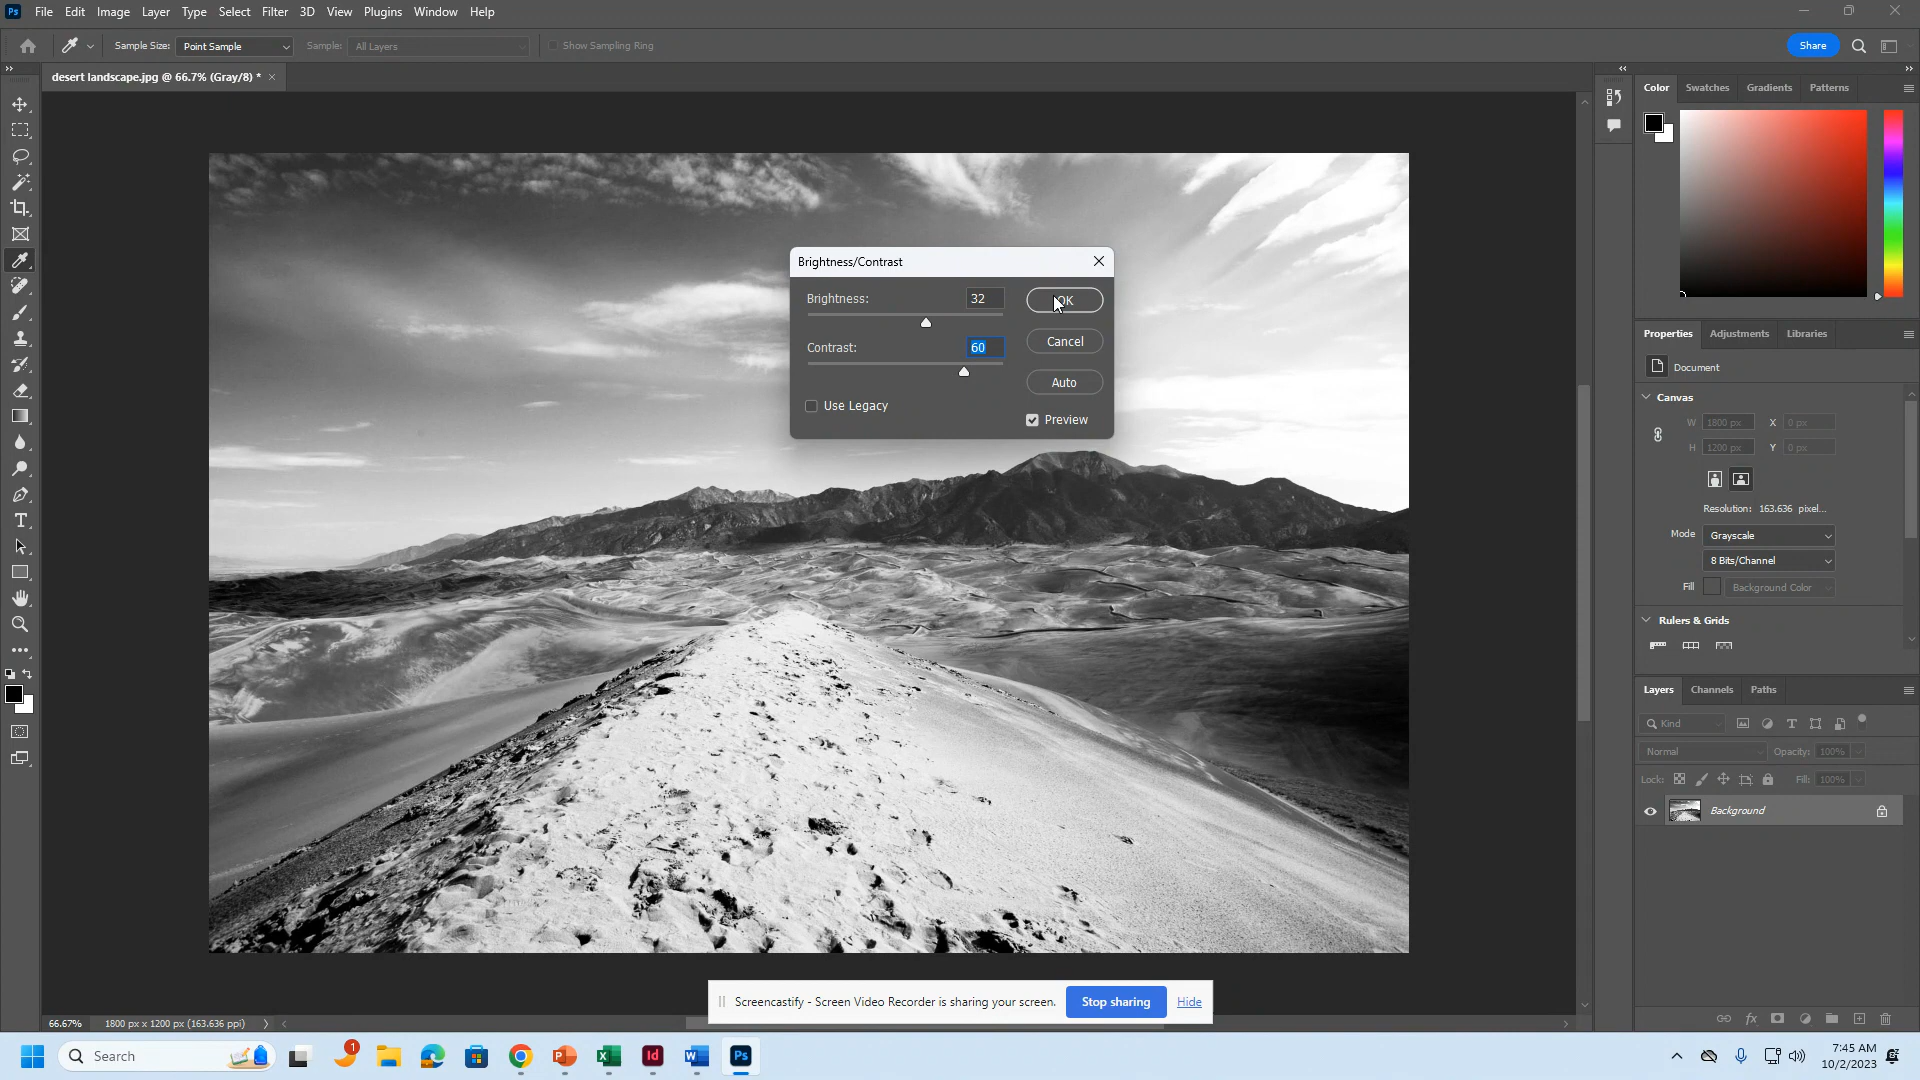 Ps File Edit Image Layer Type Select Filter 3D View Plugins Window Help
Sample Size: Point Sample Sample: All Layers Show Sampling Ring Share
desert landscape.jpg @ 66.7% (Gray/8) *
Color Swatches Gradients Patterns
Brightness/Contrast
Brightness: 32
OK
Contrast: 60
Cancel
Auto
Use Legacy
Preview
Properties Adjustments Libraries
Document
Canvas
W 1800 px X 0 px
H 1200 px Y 0 px
Resolution: 163.636 pixel...
Mode Grayscale
8 Bits/Channel
Fill Background Color
Rulers & Grids
Layers Channels Paths
Kind
Normal Opacity: 100%
Lock: Fill: 100%
Background
Screencastify - Screen Video Recorder is sharing your screen. Stop sharing Hide
66.67% 1800 px x 1200 px (163.636 ppi)
Search
1
Id
W
Ps
7:45 AM
10/2/2023